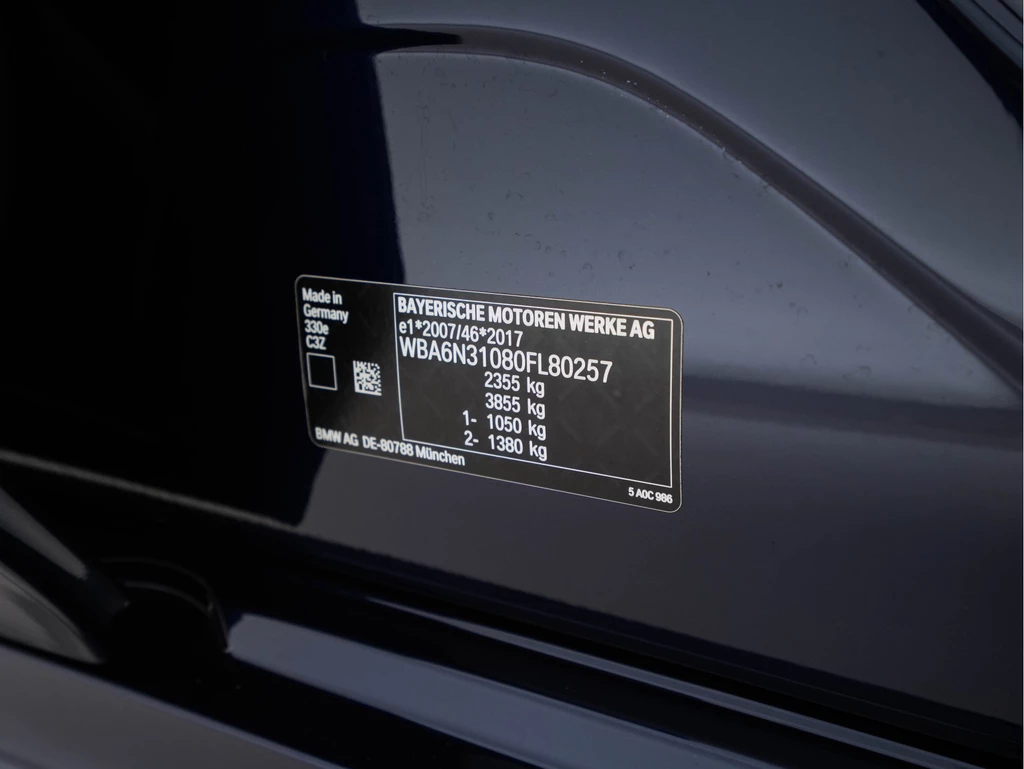 Made in
Germany
330e
C3Z
BAYERISCHE MOTOREN WERKE AG
e1*2007/46*2017
WBA6N31080FL80257
2355 kg
3855 kg
1- 1050 kg
2- 1380 kg
BMW AG DE-80788 München
5 A0C 986